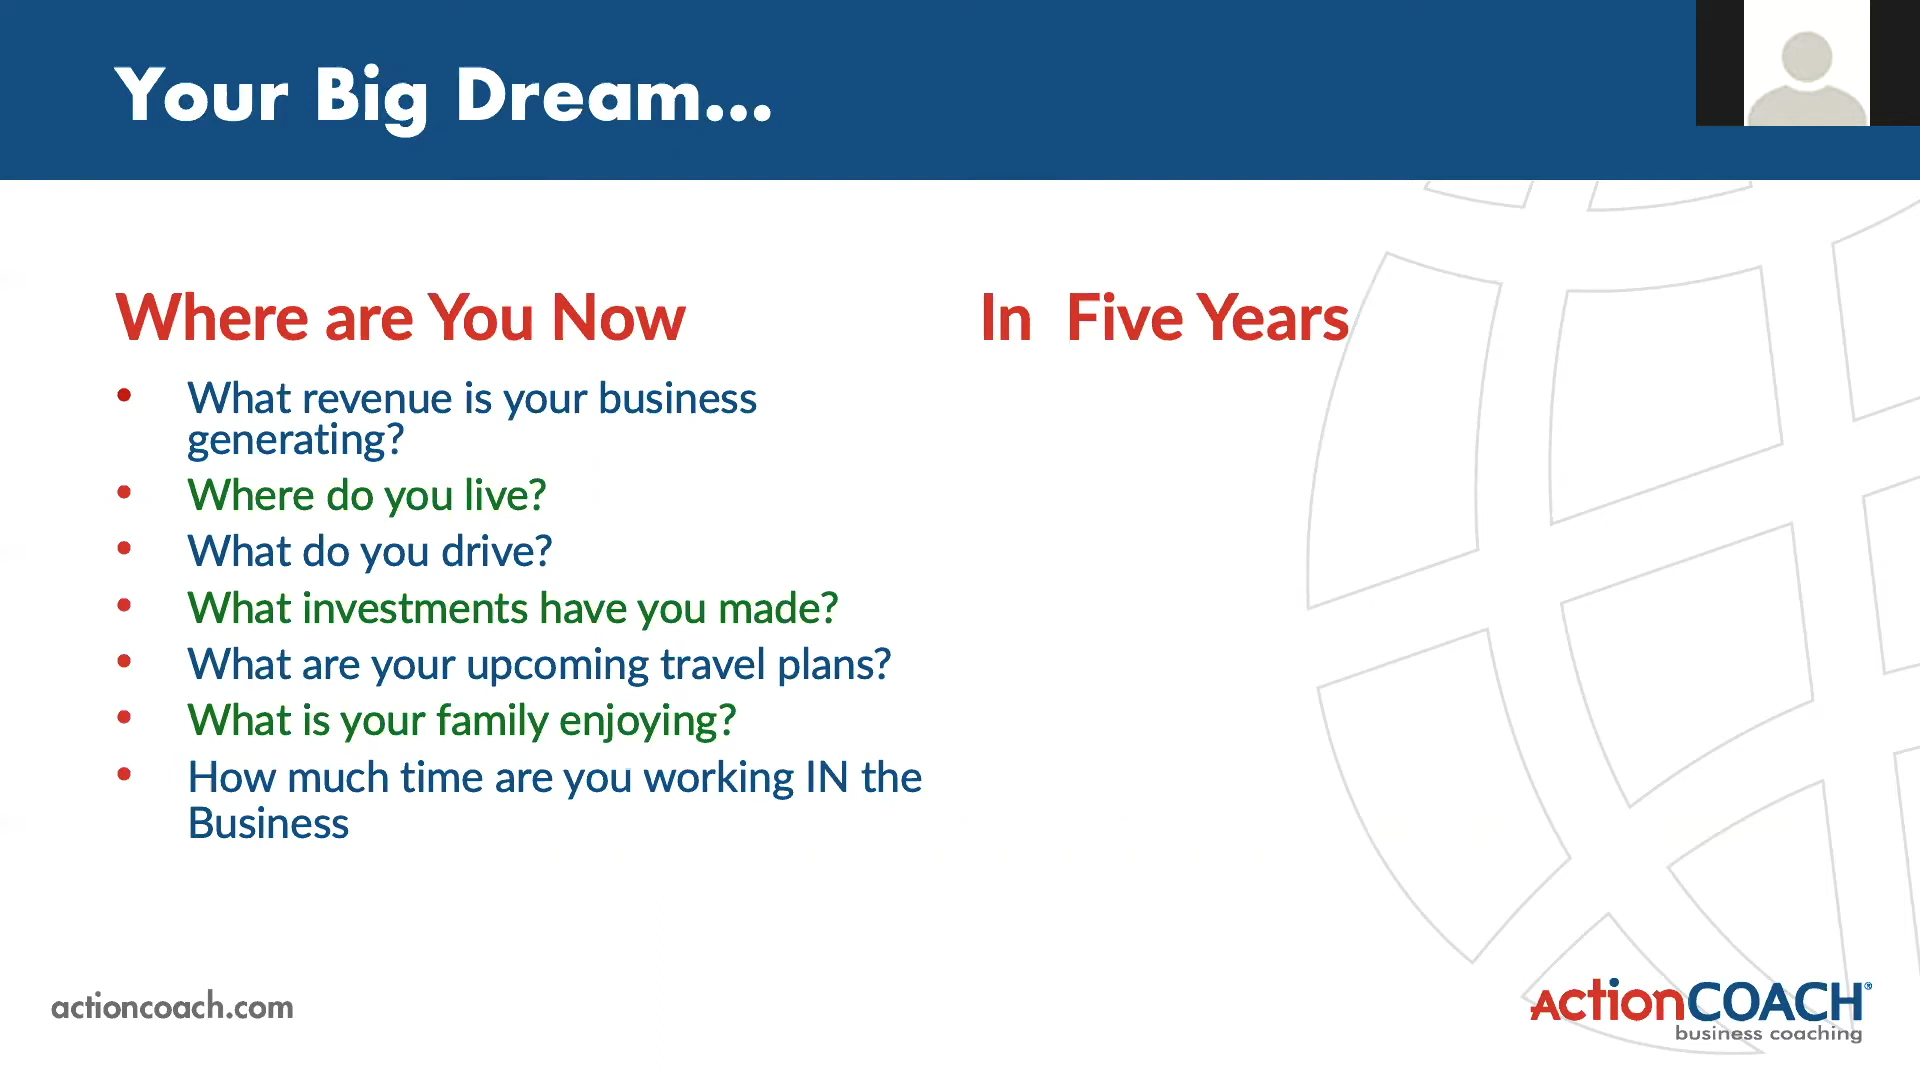 Your Big Dream...
Where are You Now
In Five Years
• What revenue is your business
generating?
• Where do you live?
• What do you drive?
• What investments have you made?
• What are your upcoming travel plans?
• What is your family enjoying?
• How much time are you working IN the
Business
actioncoach.com
ActionCOACH®
business coaching